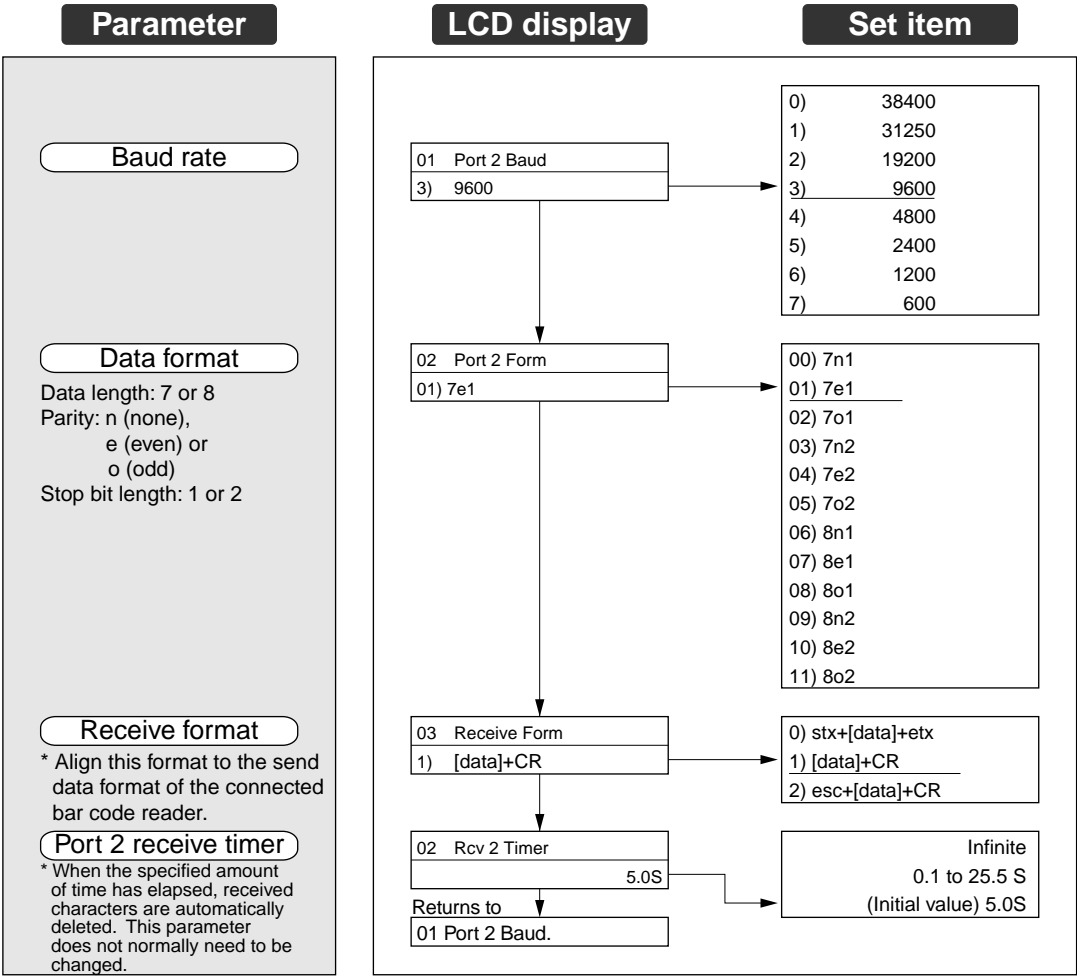 Parameter
LCD display
Set item
Baud rate
01 Port 2 Baud
3) 9600
0) 38400
1) 31250
2) 19200
3) 9600
4) 4800
5) 2400
6) 1200
7) 600
Data format
Data length: 7 or 8
Parity: n (none),
e (even) or
o (odd)
Stop bit length: 1 or 2
02 Port 2 Form
01) 7e1
00) 7n1
01) 7e1
02) 7o1
03) 7n2
04) 7e2
05) 7o2
06) 8n1
07) 8e1
08) 8o1
09) 8n2
10) 8e2
11) 8o2
Receive format
* Align this format to the send
data format of the connected
bar code reader.
03 Receive Form
1) [data]+CR
0) stx+[data]+etx
1) [data]+CR
2) esc+[data]+CR
Port 2 receive timer
* When the specified amount
of time has elapsed, received
characters are automatically
deleted. This parameter
does not normally need to be
changed.
02 Rcv 2 Timer
5.0S
Infinite
0.1 to 25.5 S
(Initial value) 5.0S
Returns to
01 Port 2 Baud.